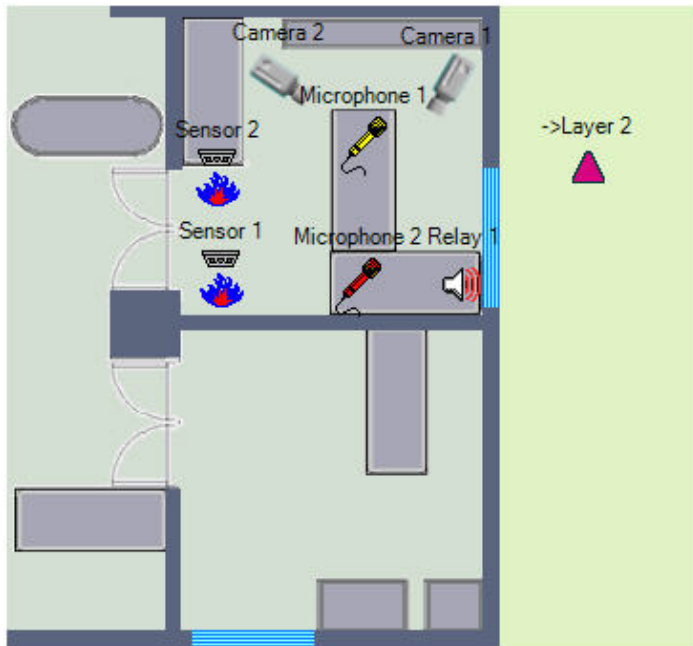 Camera 2
Camera 1
Microphone 1
->Layer 2
Sensor 2
Sensor 1
Microphone 2 Relay 1